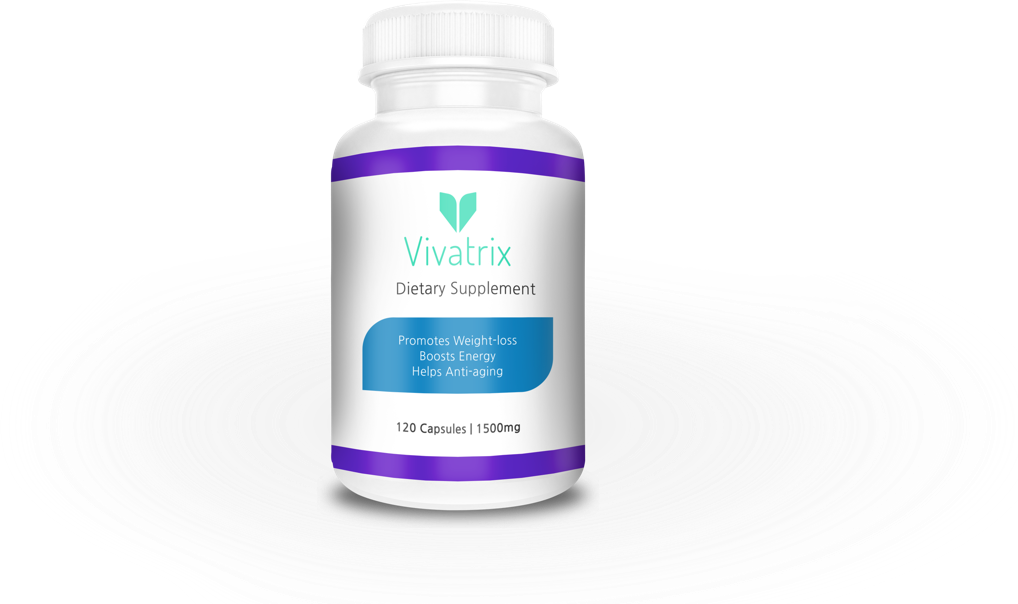 Vivatrix
Dietary Supplement
Promotes Weight-loss
Boosts Energy
Helps Anti-aging
120 Capsules | 1500mg